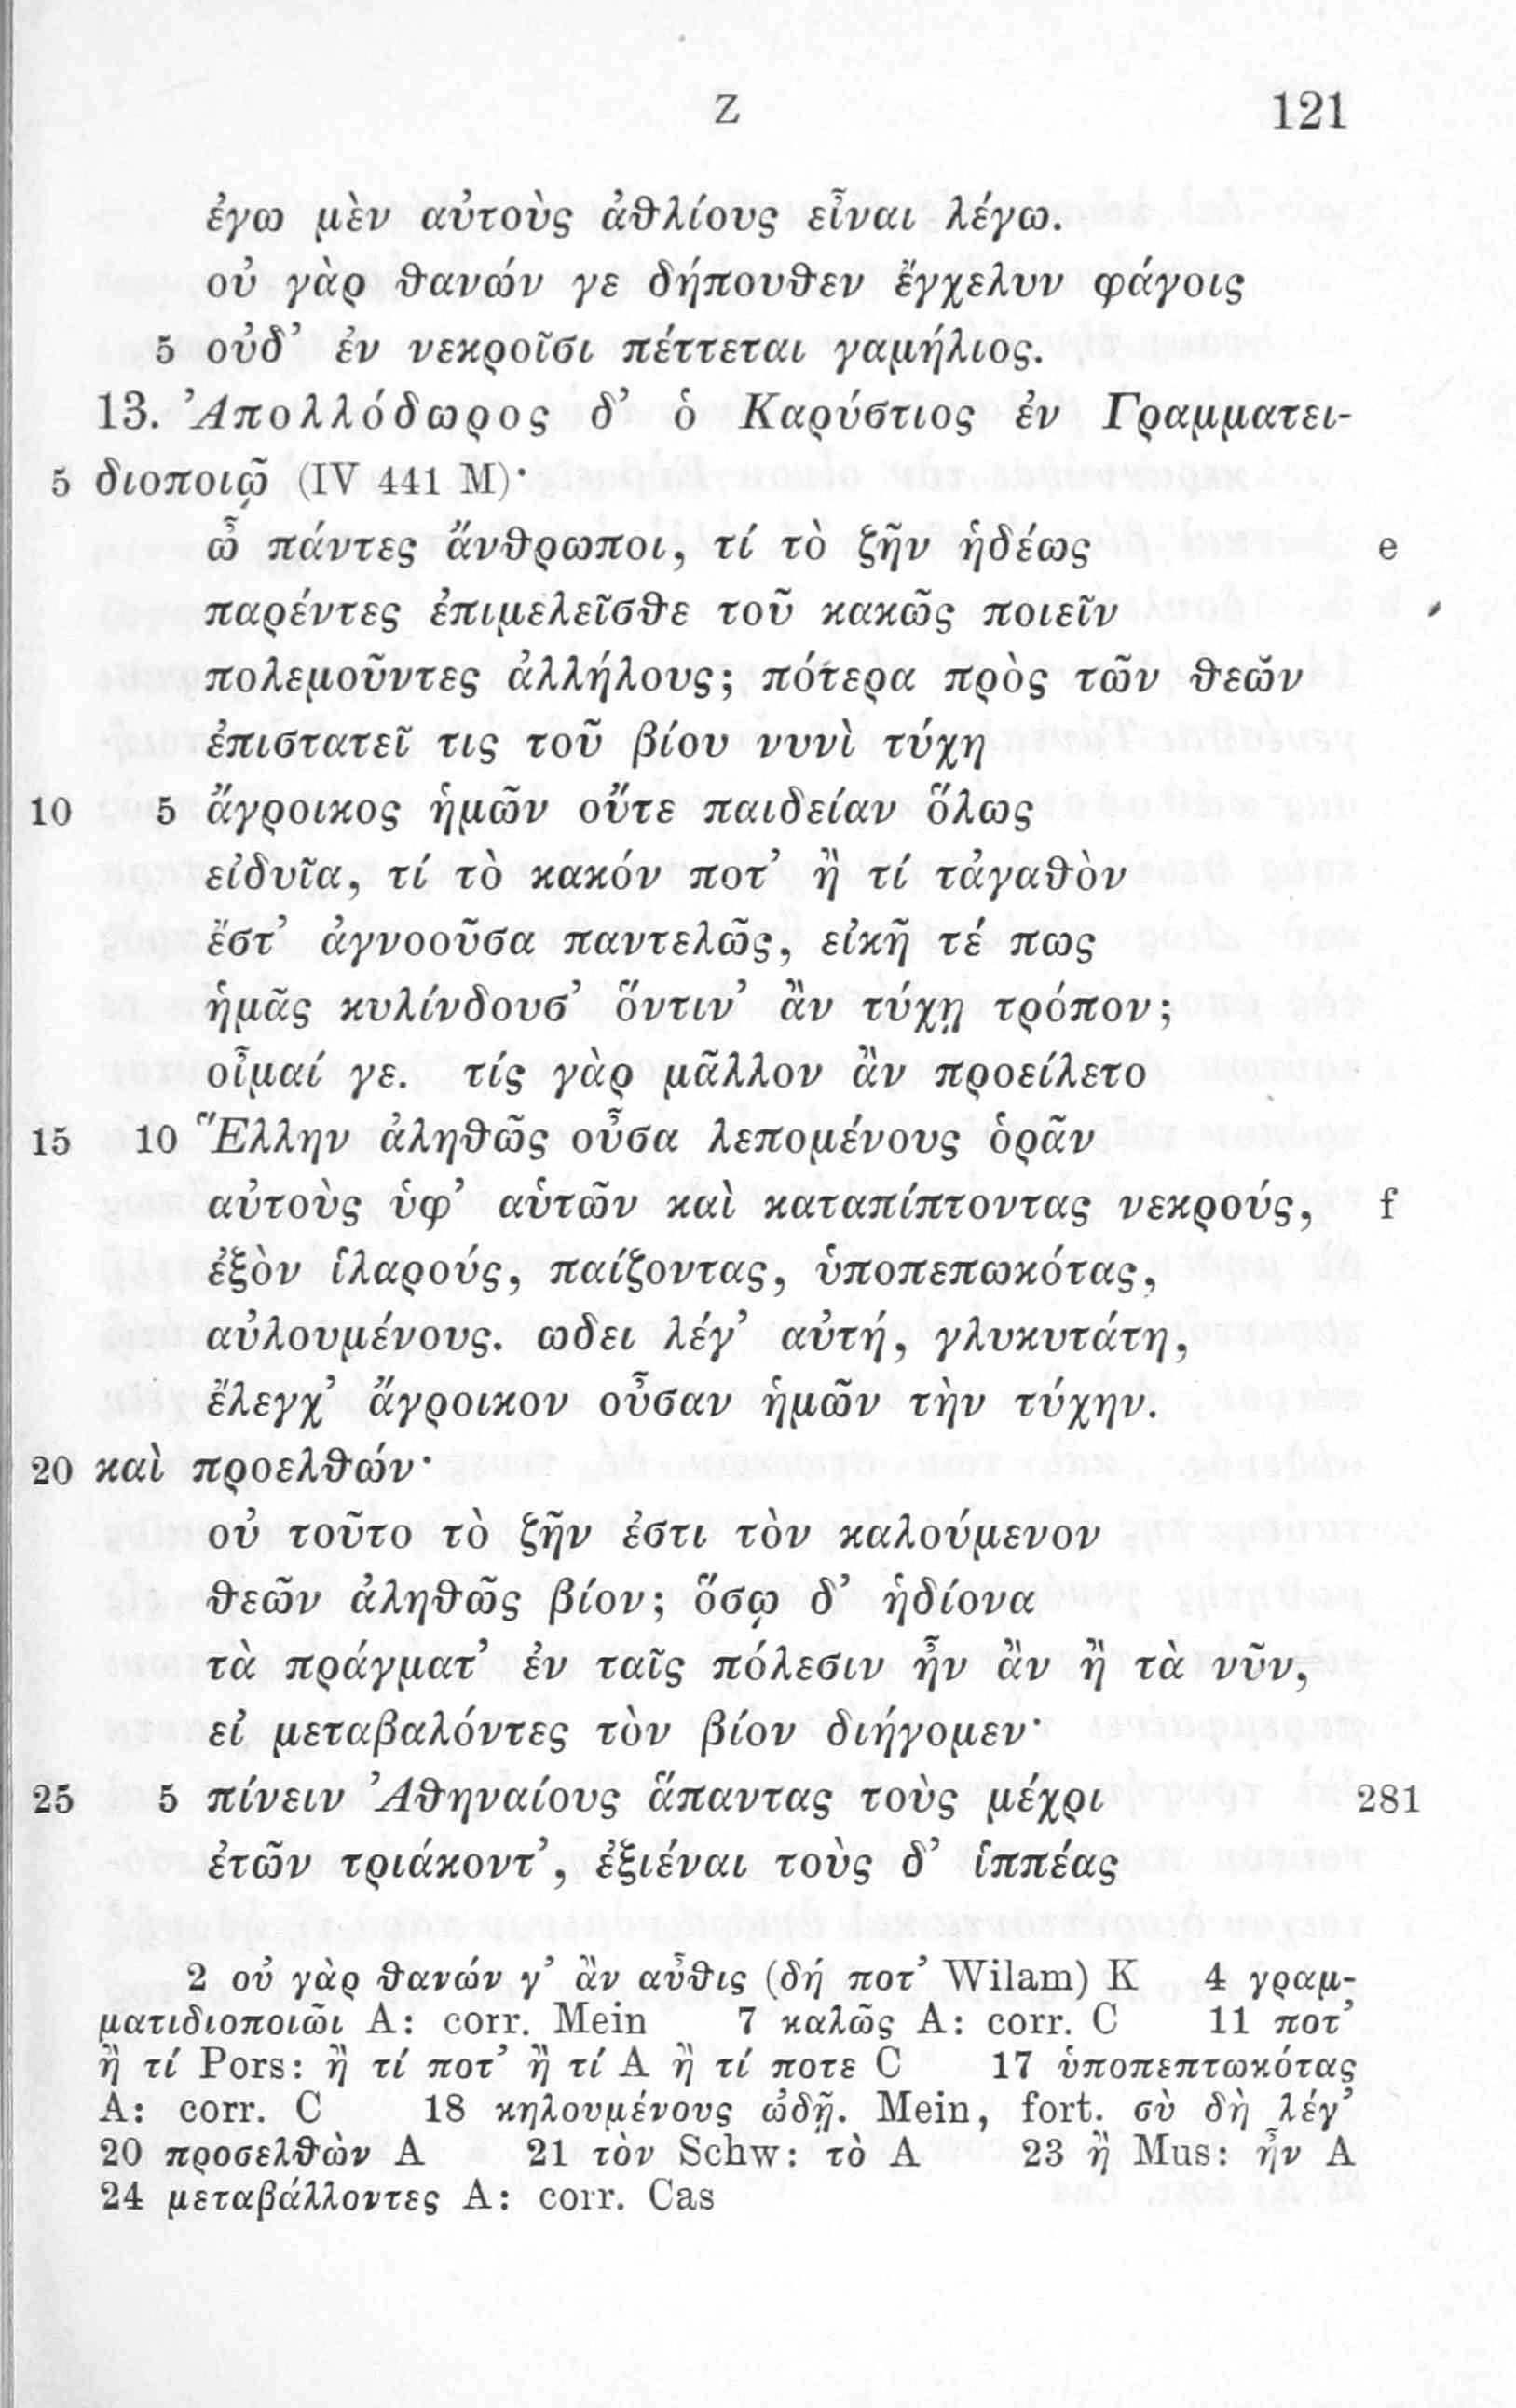 Z 121
ἐγω μὲν αὐτοὺς ἀθλίους εἶναι λέγω.
οὐ γὰρ θανών γε δήπουθεν ἔγχελυν φάγοις
5 οὐδ’ ἐν νεκροῖσι πέττεται γαμήλιος.
13. Ἀπολλόδωρος δ’ ὁ Καρύστιος ἐν Γραμματει-
5 διοποιῷ (IV 441 M)·
ὦ πάντες ἄνθρωποι, τί τὸ ζῆν ἡδέως e
παρέντες ἐπιμελεῖσθε τοῦ κακῶς ποιεῖν
πολεμοῦντες ἀλλήλους; πότερα πρὸς τῶν θεῶν
ἐπιστατεῖ τις τοῦ βίου νυνὶ τύχη
10 5 ἄγροικος ἡμῶν οὔτε παιδείαν ὅλως
εἰδυῖα, τί τὸ κακόν ποτ’ ἢ τί τἀγαθὸν
ἔστ’ ἀγνοοῦσα παντελῶς, εἰκῆ τέ πως
ἡμᾶς κυλίνδουσ’ ὅντιν’ ἂν τύχῃ τρόπον;
οἶμαί γε. τίς γὰρ μᾶλλον ἂν προείλετο
15 10 Ἕλλην ἀληθῶς οὖσα λεπομένους ὁρᾶν
αὐτοὺς ὑφ’ αὑτῶν καὶ καταπίπτοντας νεκρούς, f
ἐξὸν ἱλαρούς, παίζοντας, ὑποπεπωκότας,
αὐλουμένους. ωδει λέγ’ αὐτή, γλυκυτάτη,
ἔλεγχ’ ἄγροικον οὖσαν ἡμῶν τὴν τύχην.
20 καὶ προελθών·
οὐ τοῦτο τὸ ζῆν ἐστι τὸν καλούμενον
θεῶν ἀληθῶς βίον; ὅσῳ δ’ ἡδίονα
τὰ πράγματ’ ἐν ταῖς πόλεσιν ἦν ἂν ἢ τὰ νῦν,
εἰ μεταβαλόντες τὸν βίον διήγομεν·
25 5 πίνειν Ἀθηναίους ἅπαντας τοὺς μέχρι 281
ἐτῶν τριάκοντ’, ἐξιέναι τοὺς δ’ ἱππέας
2 οὐ γὰρ θανών γ’ ἂν αὖθις (δή ποτ’ Wilam) K 4 γραμ-
ματιδιοποιῶι A: corr. Mein 7 καλῶς A: corr. C 11 ποτ’
ἢ τί Pors: ἢ τί ποτ’ ἢ τί A ἢ τί ποτε C 17 ὑποπεπτωκότας
A: corr. C 18 κηλουμένους ᾠδῇ. Mein, fort. σὺ δὴ λέγ’
20 προσελθὼν A 21 τὸν Schw: τὸ A 23 ἢ Mus: ἦν A
24 μεταβάλλοντες A: corr. Cas